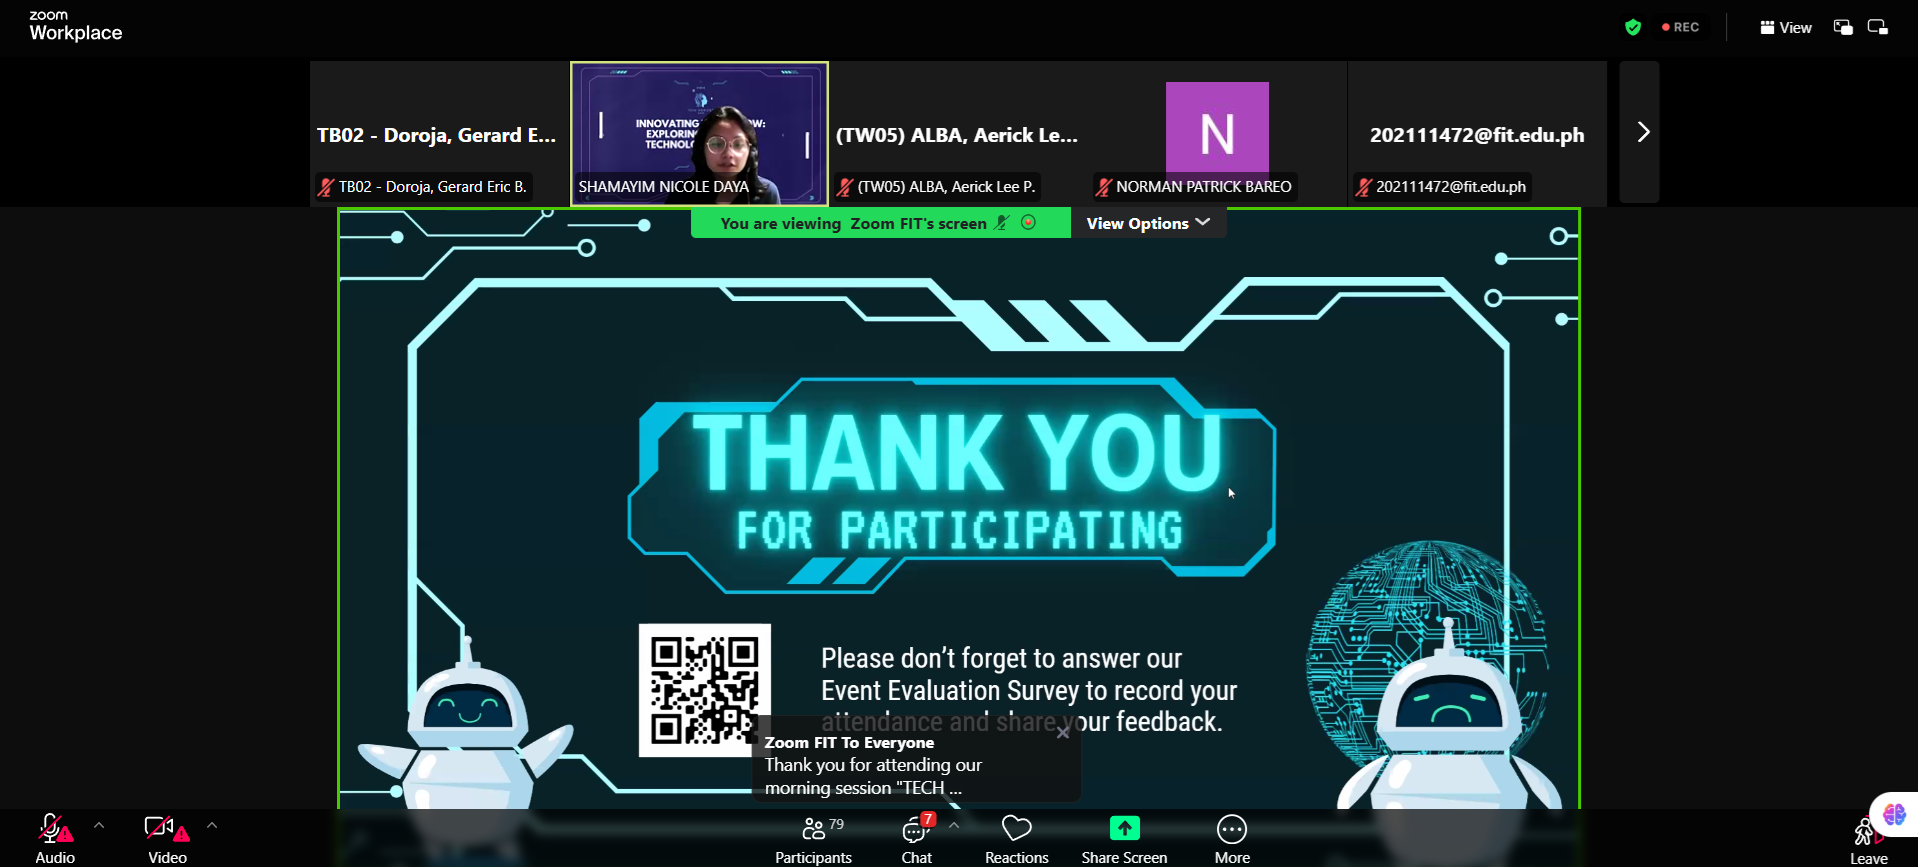 zoom
Workplace
REC
View
TB02 - Doroja, Gerard E...
TB02 - Doroja, Gerard Eric B.
INNOVATING
OW:
EXPLORIN
TECHNOLO
SHAMAYIM NICOLE DAYA
(TW05) ALBA, Aerick Le...
(TW05) ALBA, Aerick Lee P.
N
NORMAN PATRICK BAREO
202111472@fit.edu.ph
202111472@fit.edu.ph
You are viewing Zoom FIT's screen
View Options
THANK YOU
FOR PARTICIPATING
Please don't forget to answer our
Event Evaluation Survey to record your
attendance and share your feedback.
Zoom FIT To Everyone
Thank you for attending our
morning session "TECH ...
Audio
Video
79
Participants
7
Chat
Reactions
Share Screen
More
Leave